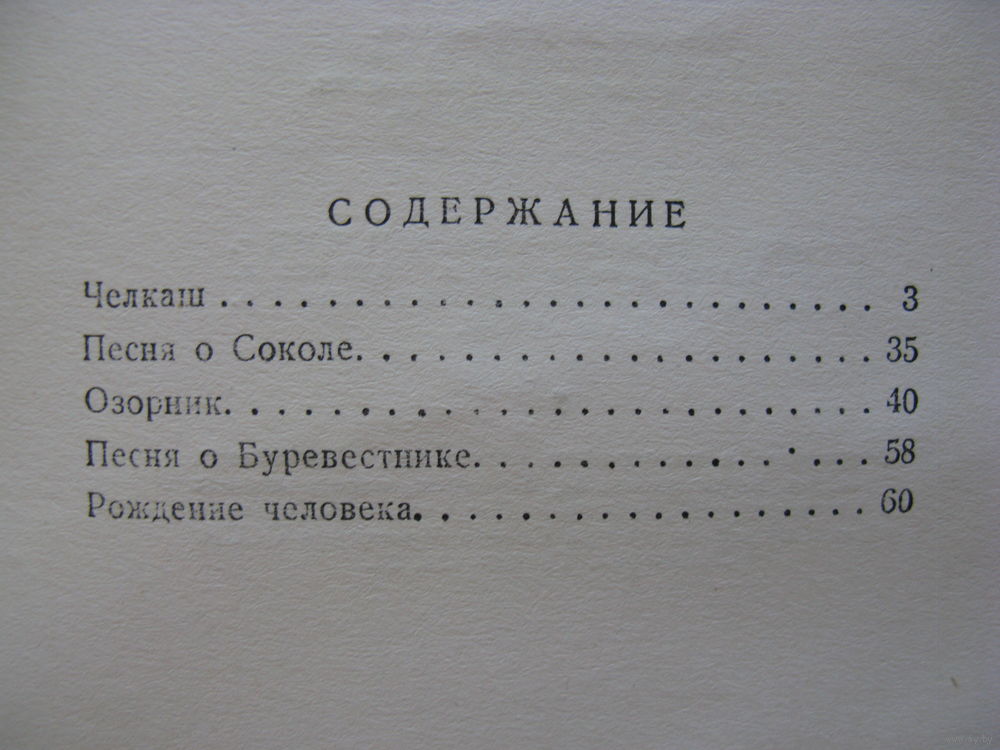 СОДЕРЖАНИЕ
Челкаш . . . . . . . . . . . . . . . . . . . . . . . . . 3
Песня о Соколе. . . . . . . . . . . . . . . . . . . . 35
Озорник. . . . . . . . . . . . . . . . . . . . . . . . . 40
Песня о Буревестнике. . . . . . . . . . . . . . . . 58
Рождение человека. . . . . . . . . . . . . . . . . . 60